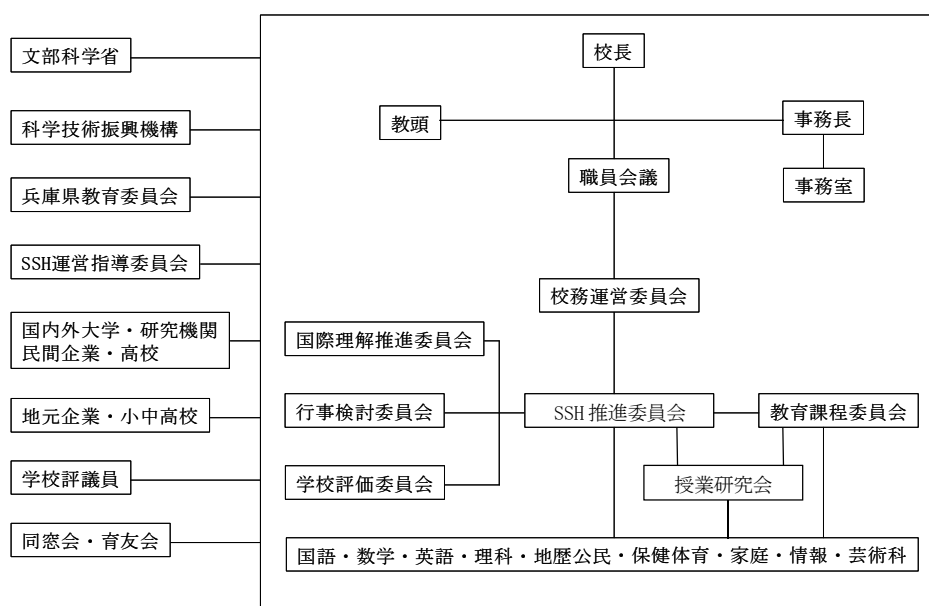 文部科学省
科学技術振興機構
兵庫県教育委員会
SSH運営指導委員会
国内外大学・研究機関
民間企業・高校
地元企業・小中高校
学校評議員
同窓会・育友会
校長
教頭
事務長
職員会議
事務室
校務運営委員会
国際理解推進委員会
行事検討委員会
SSH推進委員会
教育課程委員会
学校評価委員会
授業研究会
国語・数学・英語・理科・地歴公民・保健体育・家庭・情報・芸術科